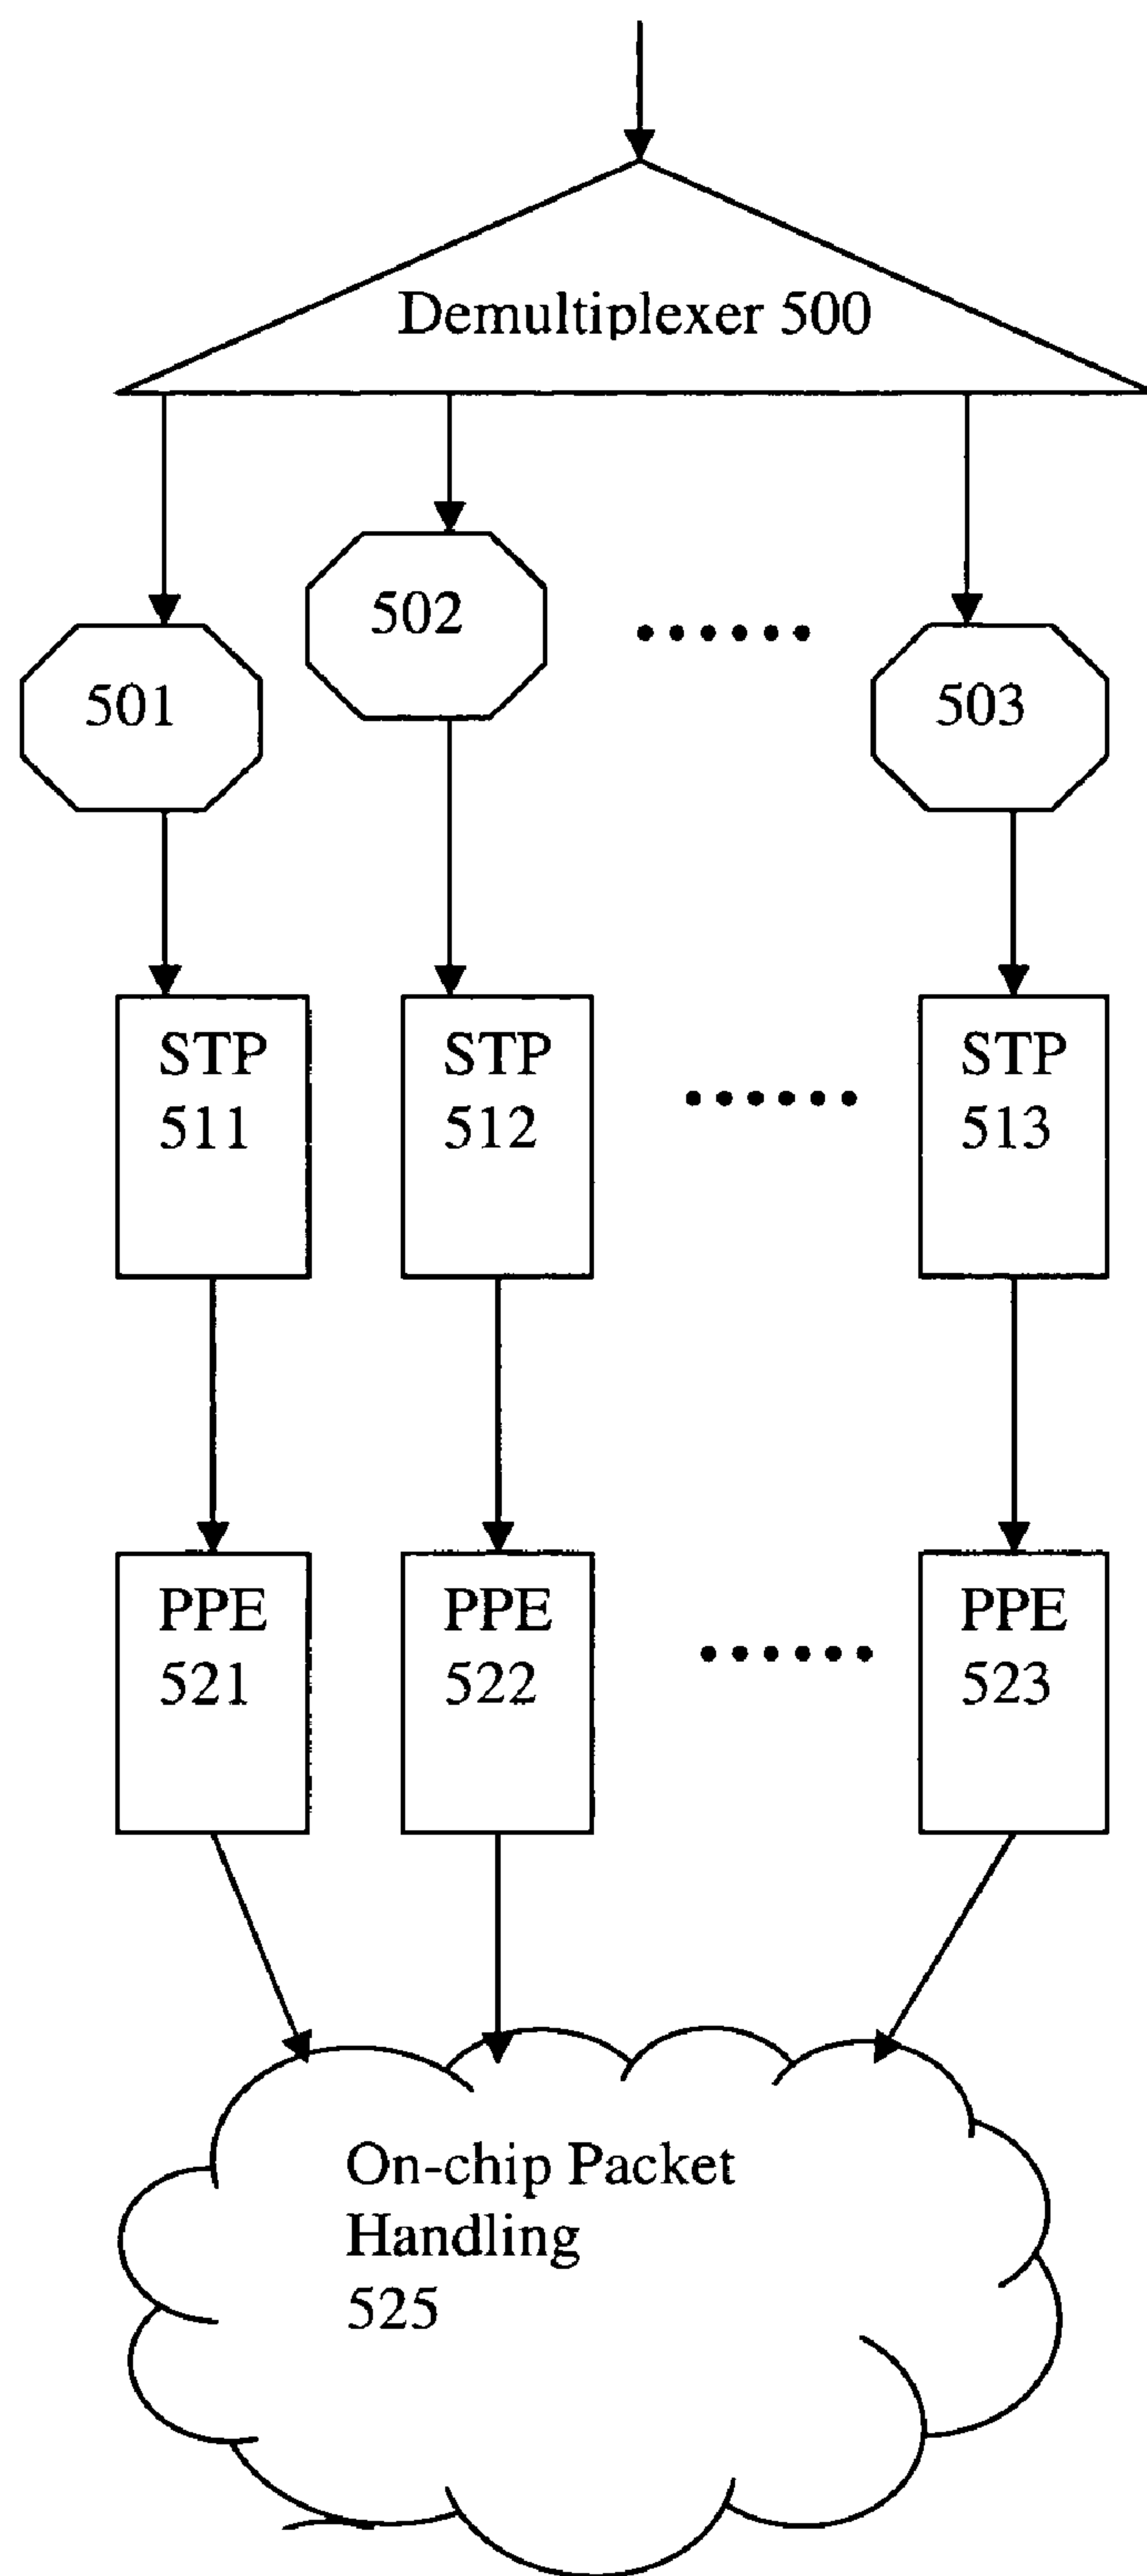 Demultiplexer 500
502
501
503
STP
511
STP
512
STP
513
PPE
521
PPE
522
PPE
523
On-chip Packet
Handling
525